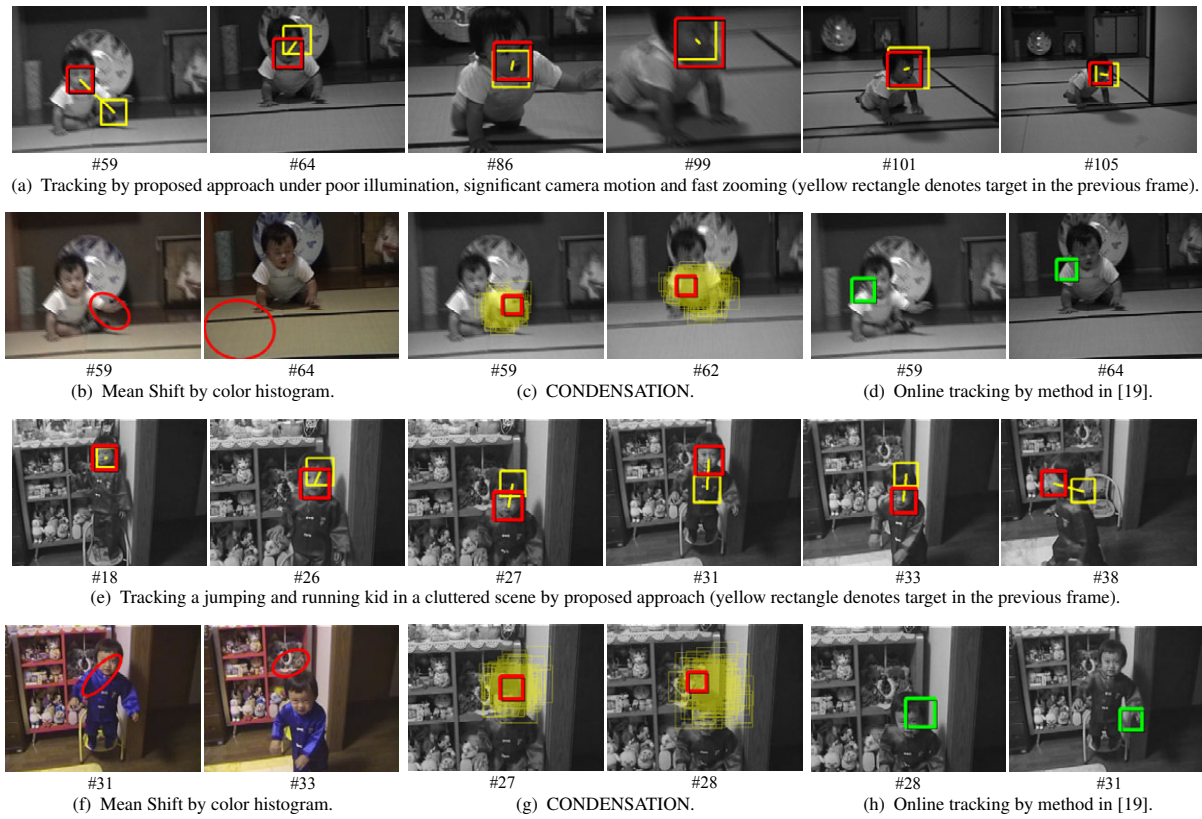 #59 #64 #86 #99 #101 #105
(a) Tracking by proposed approach under poor illumination, significant camera motion and fast zooming (yellow rectangle denotes target in the previous frame).
#59 #64 #59 #62 #59 #64
(b) Mean Shift by color histogram. (c) CONDENSATION. (d) Online tracking by method in [19].
#18 #26 #27 #31 #33 #38
(e) Tracking a jumping and running kid in a cluttered scene by proposed approach (yellow rectangle denotes target in the previous frame).
#31 #33 #27 #28 #28 #31
(f) Mean Shift by color histogram. (g) CONDENSATION. (h) Online tracking by method in [19].